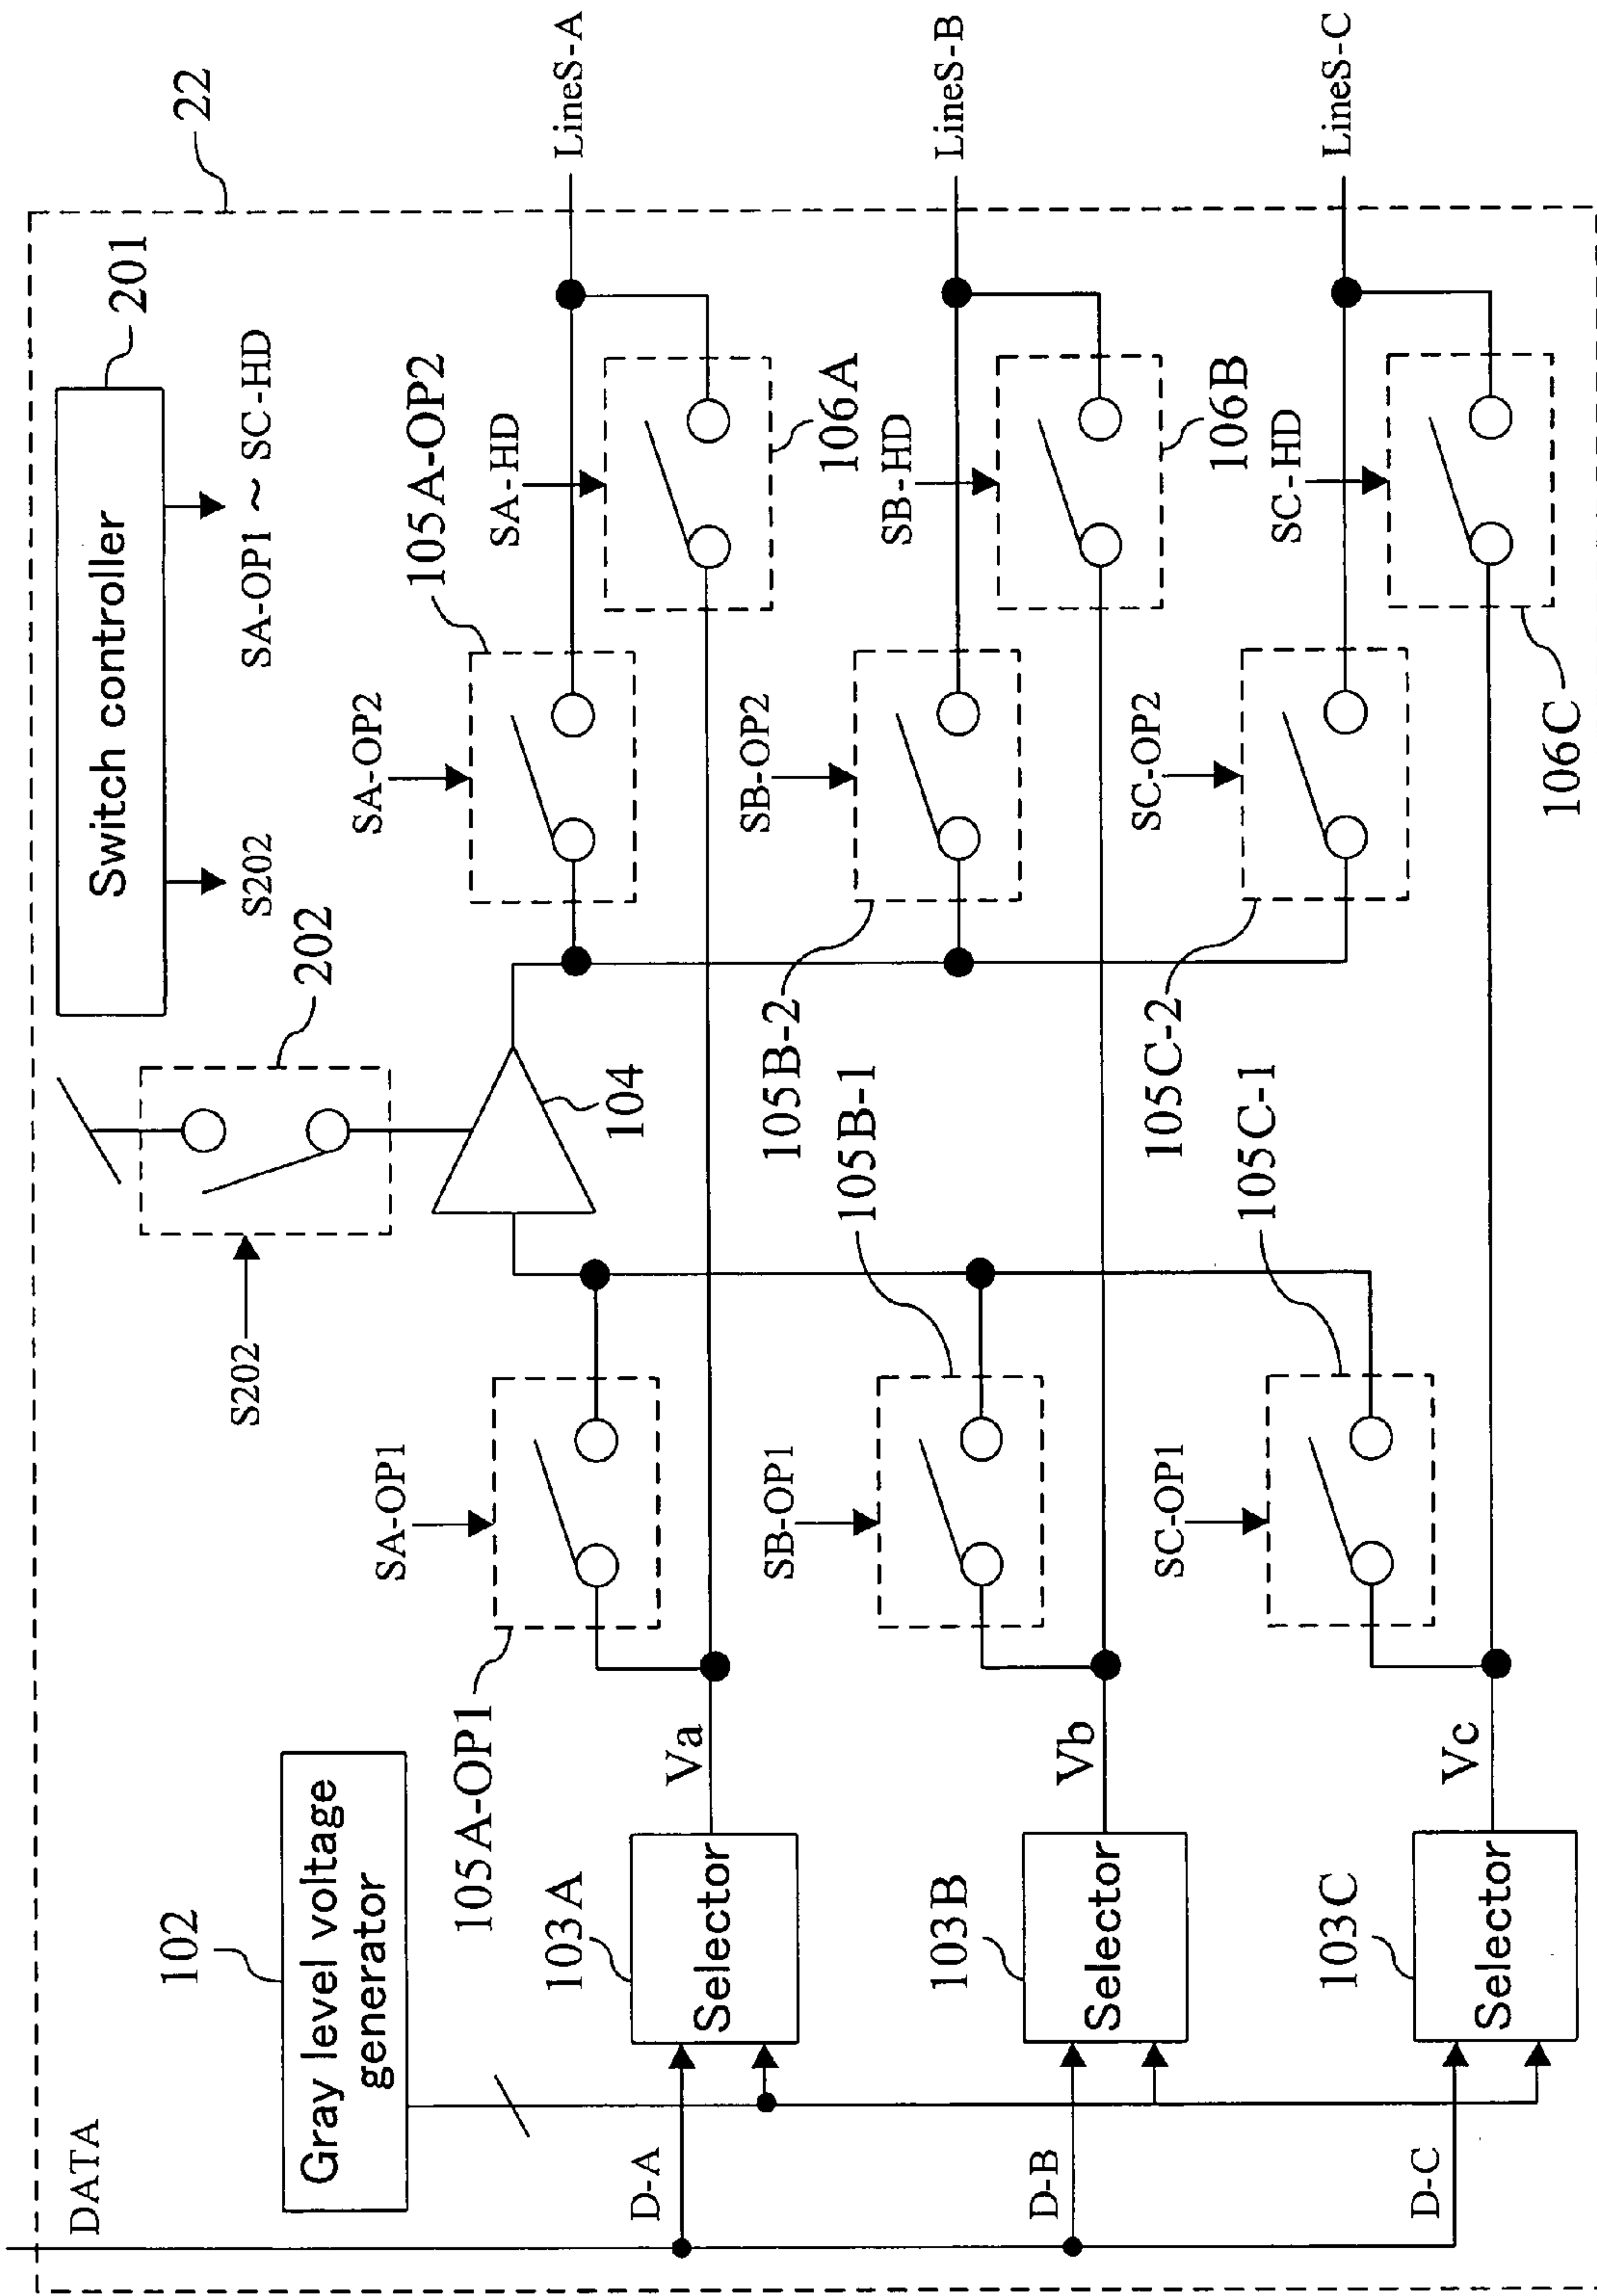 22
DATA
Switch controller
201
S202
SA-OP1 ~ SC-HD
202
S202
102
Gray level voltage
generator
104
SA-OP1
105A-OP1
SA-OP2
105A-OP2
SA-HD
106A
LineS-A
D-A
103A
Selector
Va
SB-OP1
105B-1
SB-OP2
105B-2
SB-HD
106B
LineS-B
D-B
103B
Selector
Vb
SC-OP1
105C-1
SC-OP2
105C-2
SC-HD
106C
LineS-C
D-C
103C
Selector
Vc